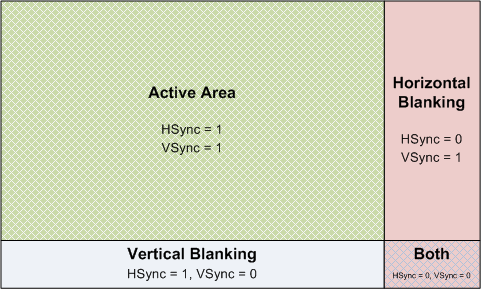 Active Area
HSync = 1
VSync = 1
Horizontal
Blanking
HSync = 0
VSync = 1
Vertical Blanking
HSync = 1, VSync = 0
Both
HSync = 0, VSync = 0